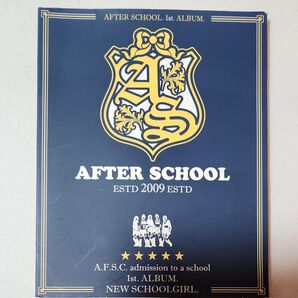 AFTER SCHOOL. 1st. ALBUM.
AS
AFTER SCHOOL
ESTD 2009 ESTD
A.F.S.C. admission to a school
1st. ALBUM.
NEW SCHOOLGIRL.